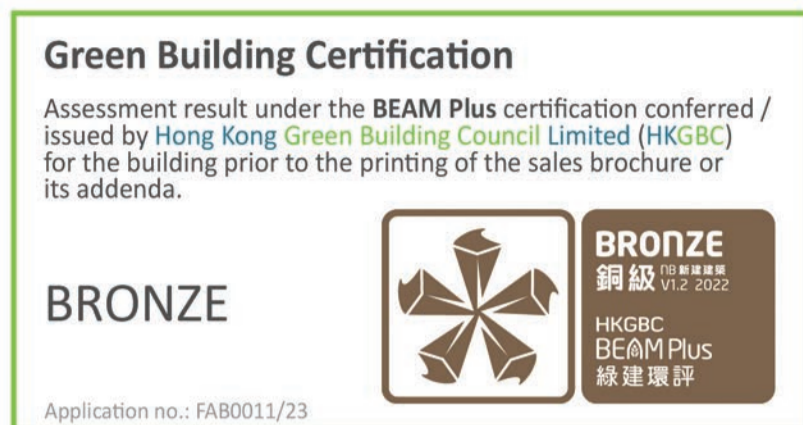 Green Building Certification
Assessment result under the BEAM Plus certification conferred /
issued by Hong Kong Green Building Council Limited (HKGBC)
for the building prior to the printing of the sales brochure or
its addenda.
BRONZE
Application no.: FAB0011/23
BRONZE
銅級 NB 新建建築
V1.2 2022
HKGBC
BEAM Plus
綠建環評